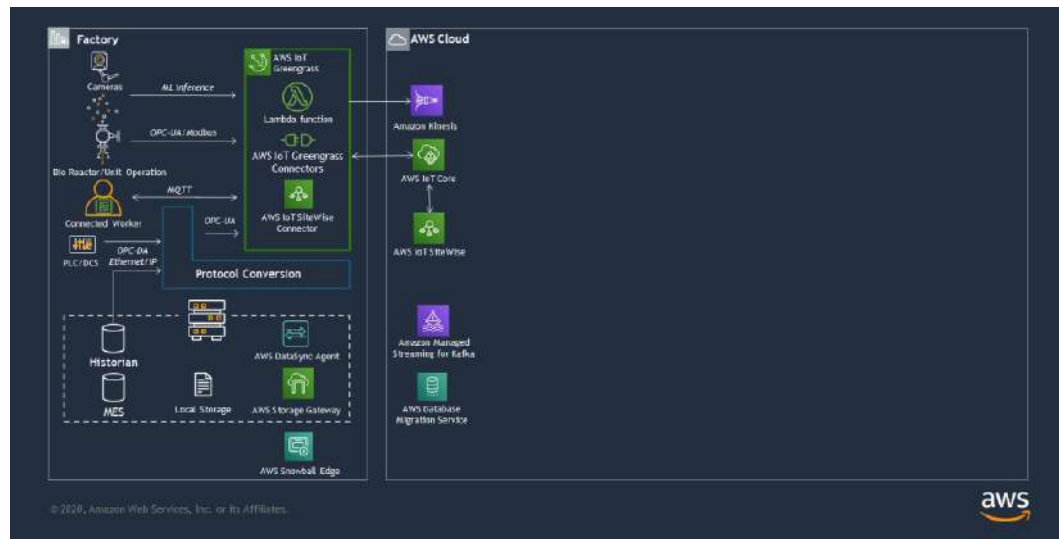 Factory
Cameras
ML Inference
OPC-UA/Modbus
Bio Reactor/Unit Operation
MQTT
Connected Worker
OPC-UA
PLC/DCS
OPC-DA
Ethernet/IP
Protocol Conversion
AWS IoT
Greengrass
Lambda function
AWS IoT Greengrass
Connectors
AWS IoT SiteWise
Connector
Historian
MES
Local Storage
AWS DataSync Agent
AWS Storage Gateway
AWS Snowball Edge
AWS Cloud
Amazon Kinesis
AWS IoT Core
AWS IoT SiteWise
Amazon Managed
Streaming for Kafka
AWS Database
Migration Service
© 2020, Amazon Web Services, Inc. or its Affiliates.
aws